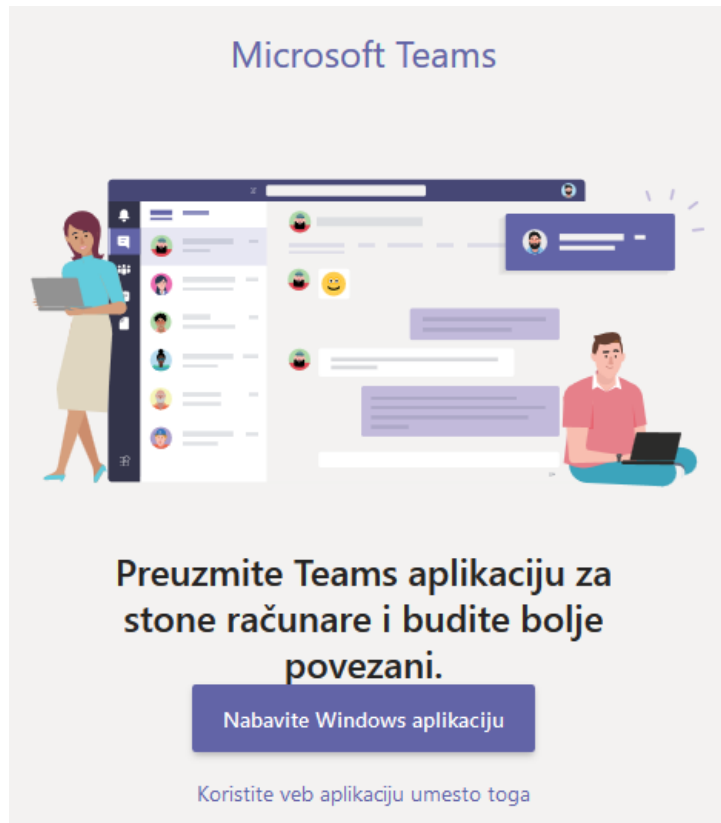 Microsoft Teams
Preuzmite Teams aplikaciju za
stone računare i budite bolje
povezani.
Nabavite Windows aplikaciju
Koristite veb aplikaciju umesto toga